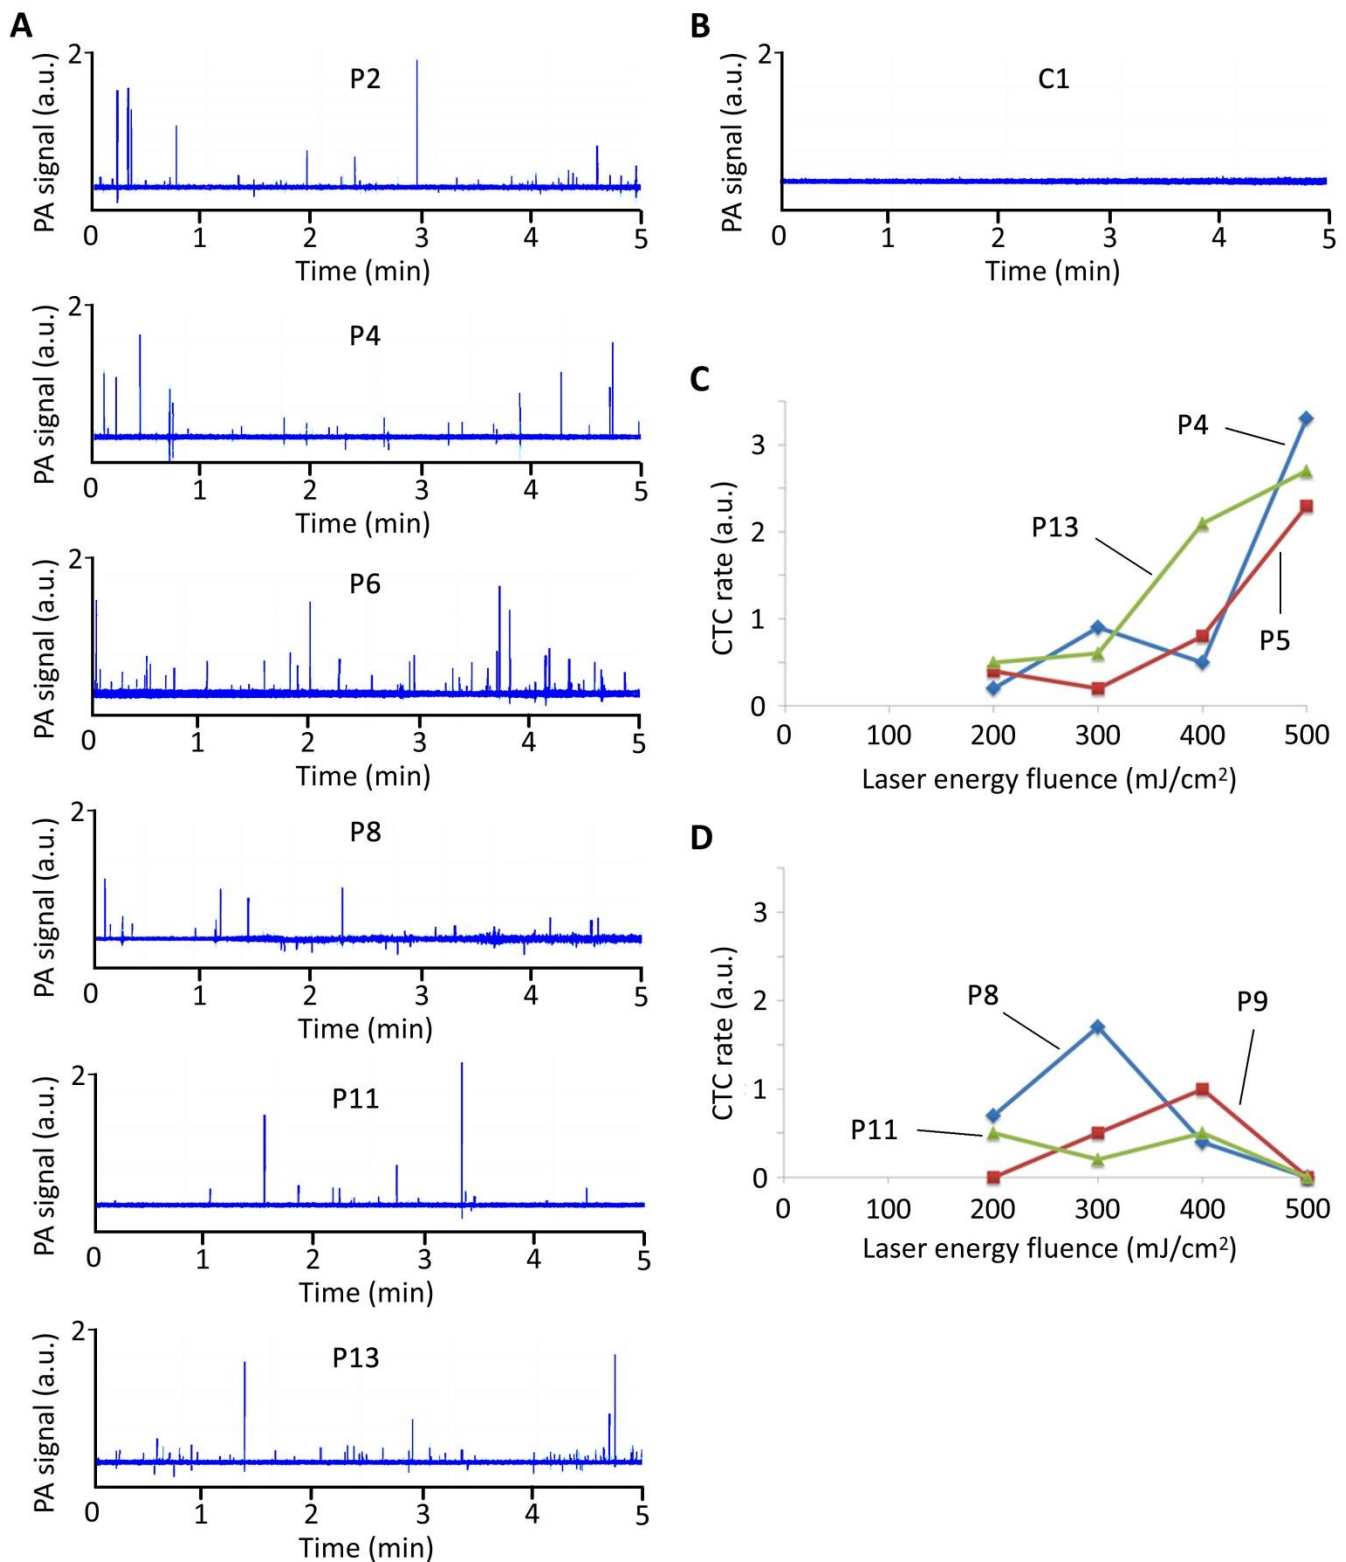 A
2
P2
PA signal (a.u.)
0 1 2 3 4 5
Time (min)
2
P4
PA signal (a.u.)
0 1 2 3 4 5
Time (min)
2
P6
PA signal (a.u.)
0 1 2 3 4 5
Time (min)
2
P8
PA signal (a.u.)
0 1 2 3 4 5
Time (min)
2
P11
PA signal (a.u.)
0 1 2 3 4 5
Time (min)
2
P13
PA signal (a.u.)
0 1 2 3 4 5
Time (min)
B
2
C1
PA signal (a.u.)
0 1 2 3 4 5
Time (min)
C
P4
3
P13
CTC rate (a.u.)
2
1
P5
0
0 100 200 300 400 500
Laser energy fluence (mJ/cm²)
D
3
P8
P9
2
CTC rate (a.u.)
1
P11
0
0 100 200 300 400 500
Laser energy fluence (mJ/cm²)